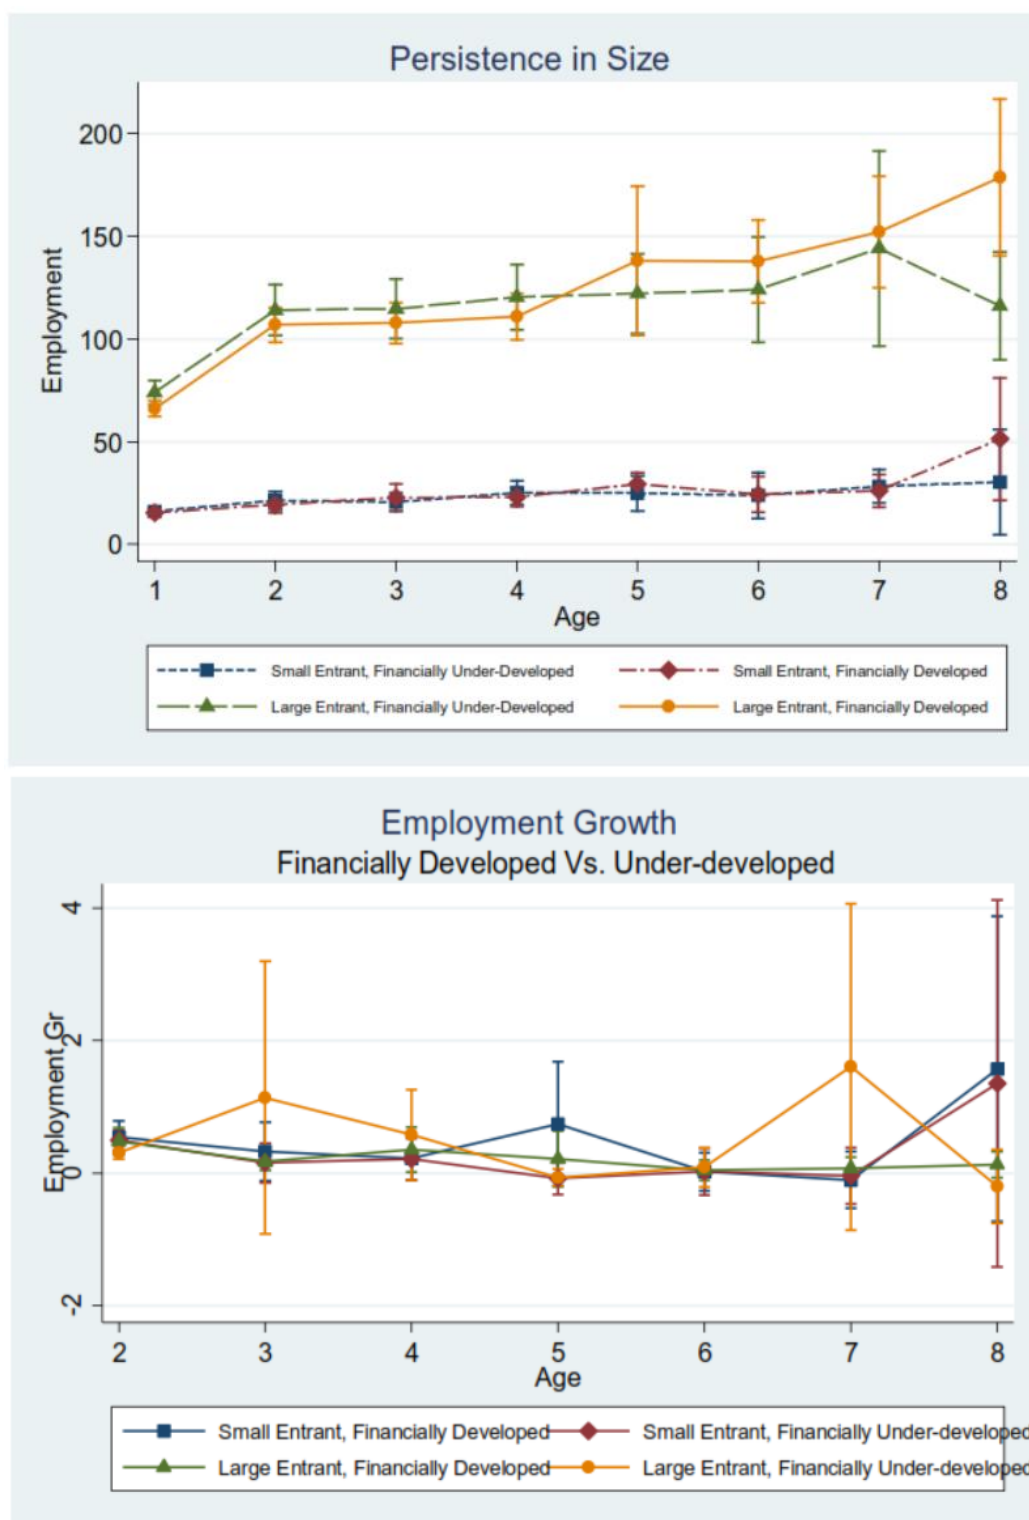 Persistence in Size
Employment
200
150
100
50
0
1 2 3 4 5 6 7 8
Age
Small Entrant, Financially Under-Developed
Small Entrant, Financially Developed
Large Entrant, Financially Under-Developed
Large Entrant, Financially Developed
Employment Growth
Financially Developed Vs. Under-developed
Employment Gr
4
2
0
-2
2 3 4 5 6 7 8
Age
Small Entrant, Financially Developed
Small Entrant, Financially Under-developed
Large Entrant, Financially Developed
Large Entrant, Financially Under-developed